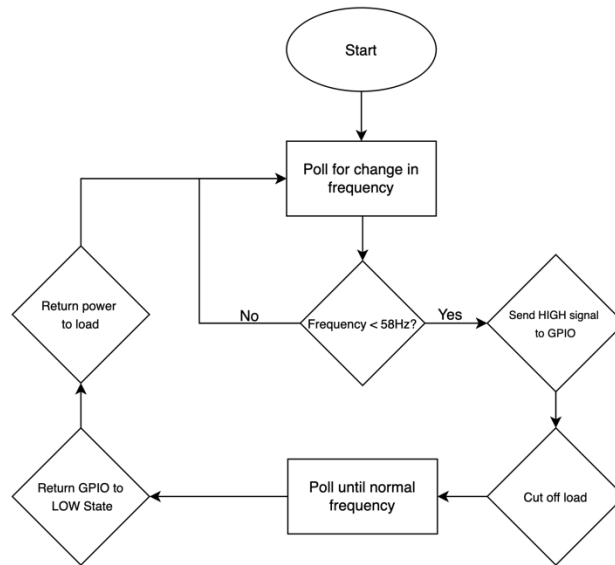 Start
Poll for change in
frequency
Frequency < 58Hz?
No
Yes
Send HIGH signal
to GPIO
Cut off load
Poll until normal
frequency
Return GPIO to
LOW State
Return power
to load